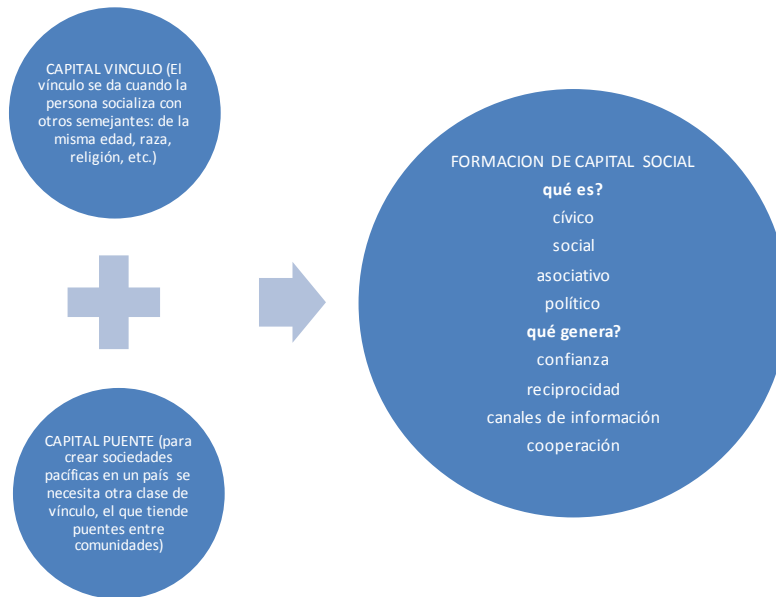 CAPITAL VINCULO (El
vínculo se da cuando la
persona socializa con
otros semejantes: de la
misma edad, raza,
religión, etc.)
CAPITAL PUENTE (para
crear sociedades
pacíficas en un país se
necesita otra clase de
vínculo, el que tiende
puentes entre
comunidades)
FORMACION DE CAPITAL SOCIAL
qué es?
cívico
social
asociativo
político
qué genera?
confianza
reciprocidad
canales de información
cooperación